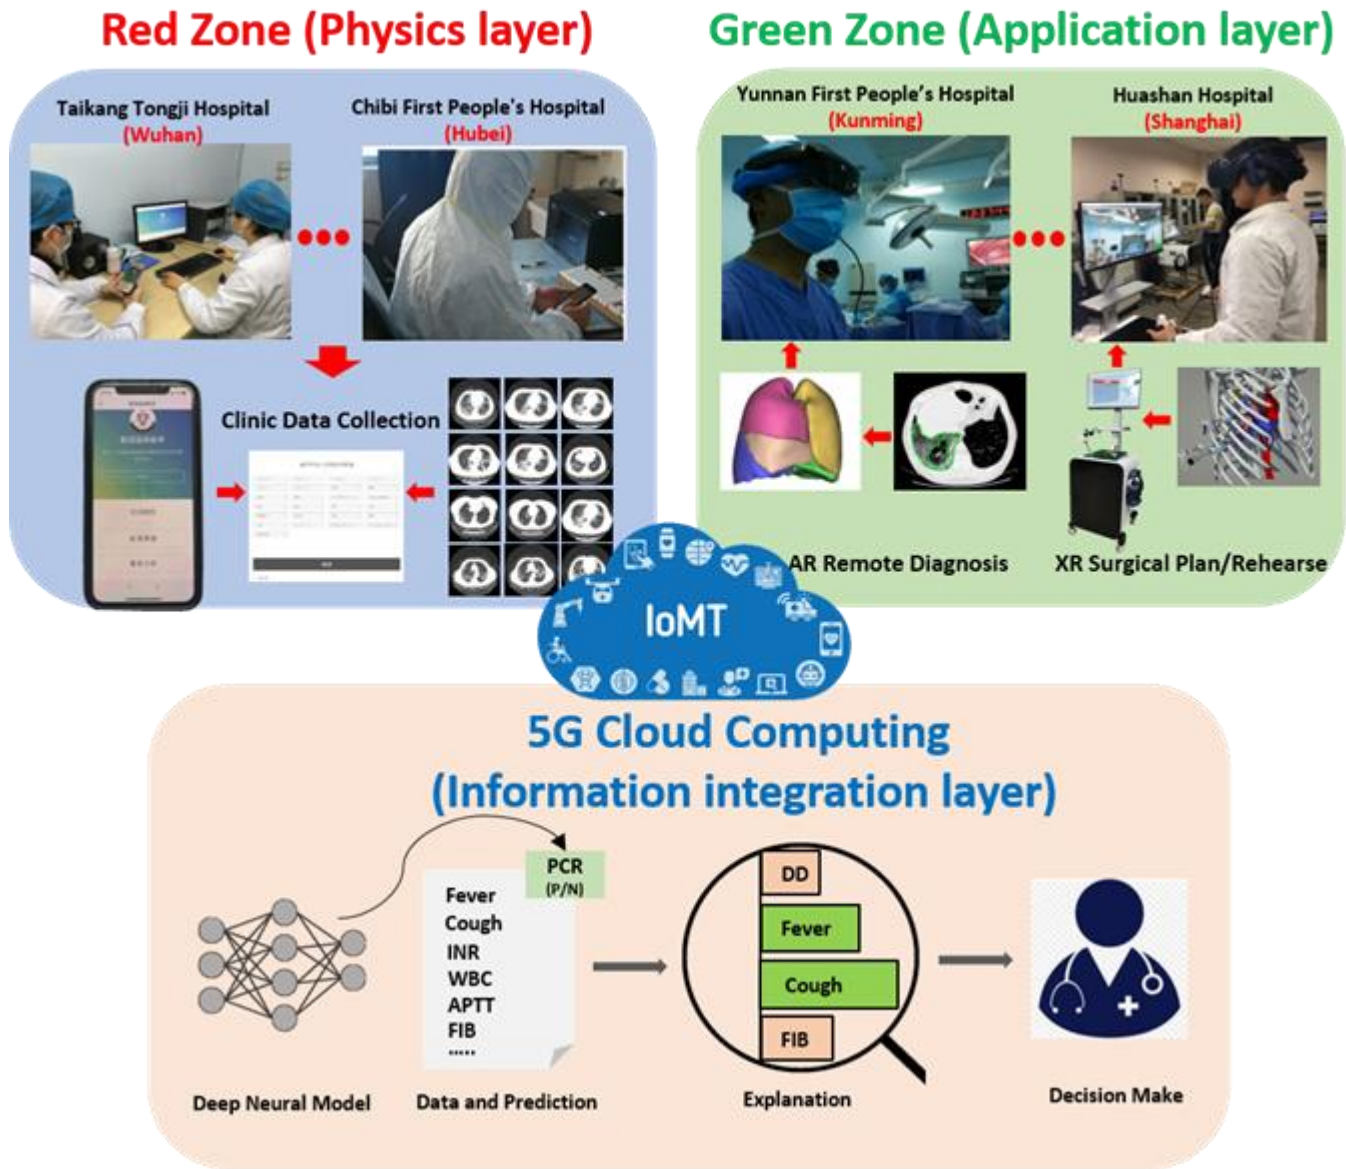 Red Zone (Physics layer)
Green Zone (Application layer)
Taikang Tongji Hospital
(Wuhan)
Chibi First People's Hospital
(Hubei)
Yunnan First People's Hospital
(Kunming)
Huashan Hospital
(Shanghai)
Clinic Data Collection
AR Remote Diagnosis
XR Surgical Plan/Rehearse
IoMT
5G Cloud Computing
(Information integration layer)
PCR
(P/N)
Fever
Cough
INR
WBC
APTT
FIB
.....
DD
Fever
Cough
FIB
Deep Neural Model
Data and Prediction
Explanation
Decision Make